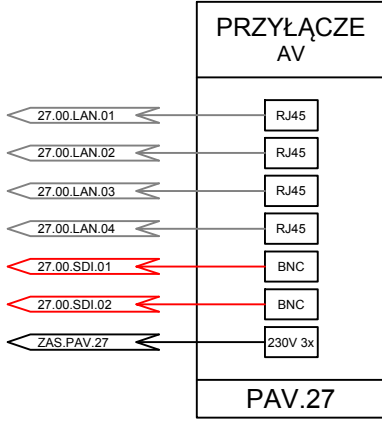 PRZYŁĄCZE
AV
27.00.LAN.01 RJ45
27.00.LAN.02 RJ45
27.00.LAN.03 RJ45
27.00.LAN.04 RJ45
27.00.SDI.01 BNC
27.00.SDI.02 BNC
ZAS.PAV.27 230V 3x
PAV.27